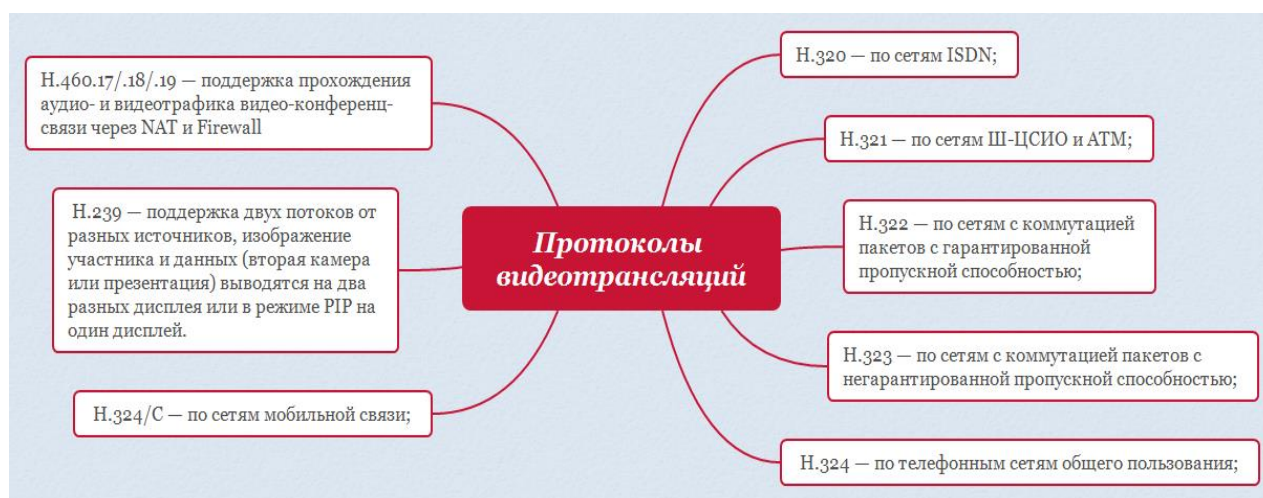 Протоколы
видеотрансляций
H.320 — по сетям ISDN;
H.321 — по сетям Ш-ЦСИО и ATM;
H.322 — по сетям с коммутацией
пакетов с гарантированной
пропускной способностью;
H.323 — по сетям с коммутацией пакетов с
негарантированной пропускной способностью;
H.324 — по телефонным сетям общего пользования;
H.324/C — по сетям мобильной связи;
H.239 — поддержка двух потоков от
разных источников, изображение
участника и данных (вторая камера
или презентация) выводятся на два
разных дисплея или в режиме PIP на
один дисплей.
H.460.17/.18/.19 — поддержка прохождения
аудио- и видеотрафика видео-конференц-
связи через NAT и Firewall